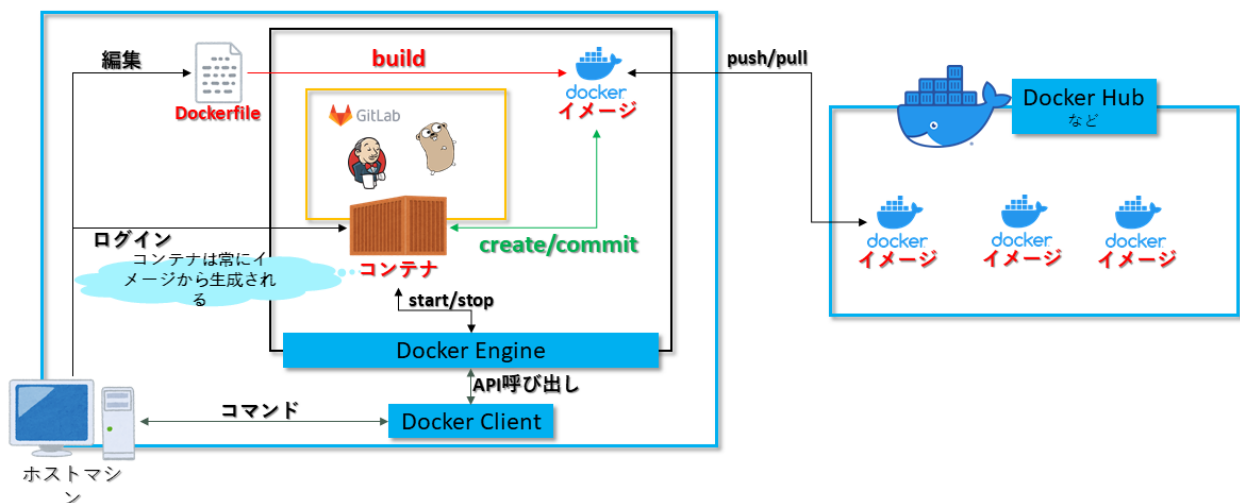 編集
build
push/pull
Dockerfile
docker
イメージ
GitLab
Docker Hub
など
ログイン
create/commit
コンテナは常にイ
メージから生成され
る
コンテナ
docker
イメージ
docker
イメージ
docker
イメージ
start/stop
Docker Engine
API呼び出し
コマンド
Docker Client
ホストマシ
ン